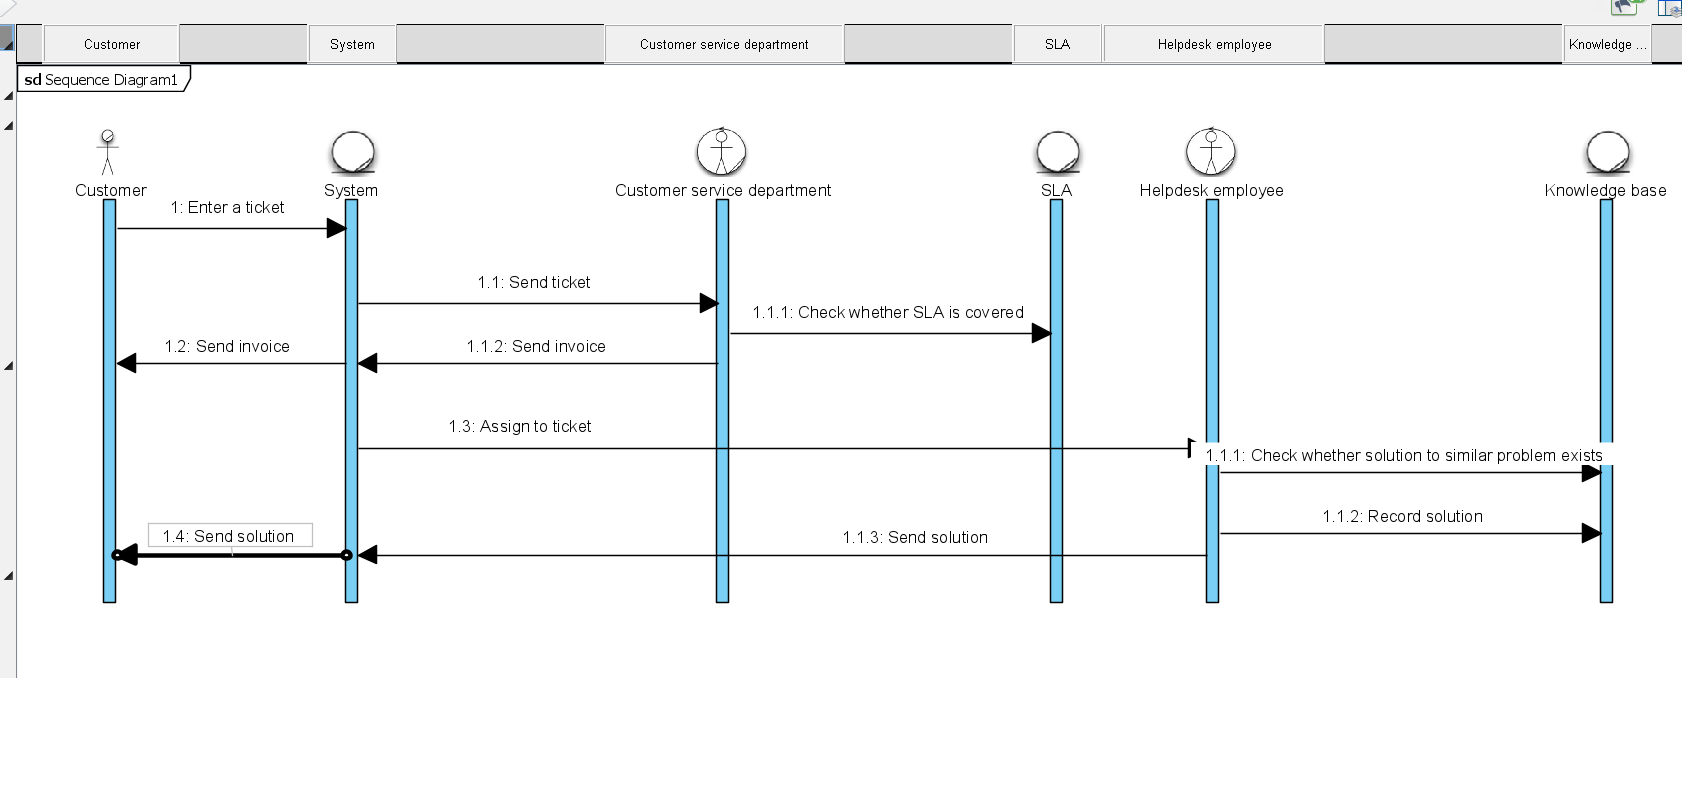 Customer
System
Customer service department
SLA
Helpdesk employee
Knowledge ...
sd Sequence Diagram1
Customer
System
Customer service department
SLA
Helpdesk employee
Knowledge base
1: Enter a ticket
1.1: Send ticket
1.1.1: Check whether SLA is covered
1.2: Send invoice
1.1.2: Send invoice
1.3: Assign to ticket
1.1.1: Check whether solution to similar problem exists
1.1.2: Record solution
1.4: Send solution
1.1.3: Send solution